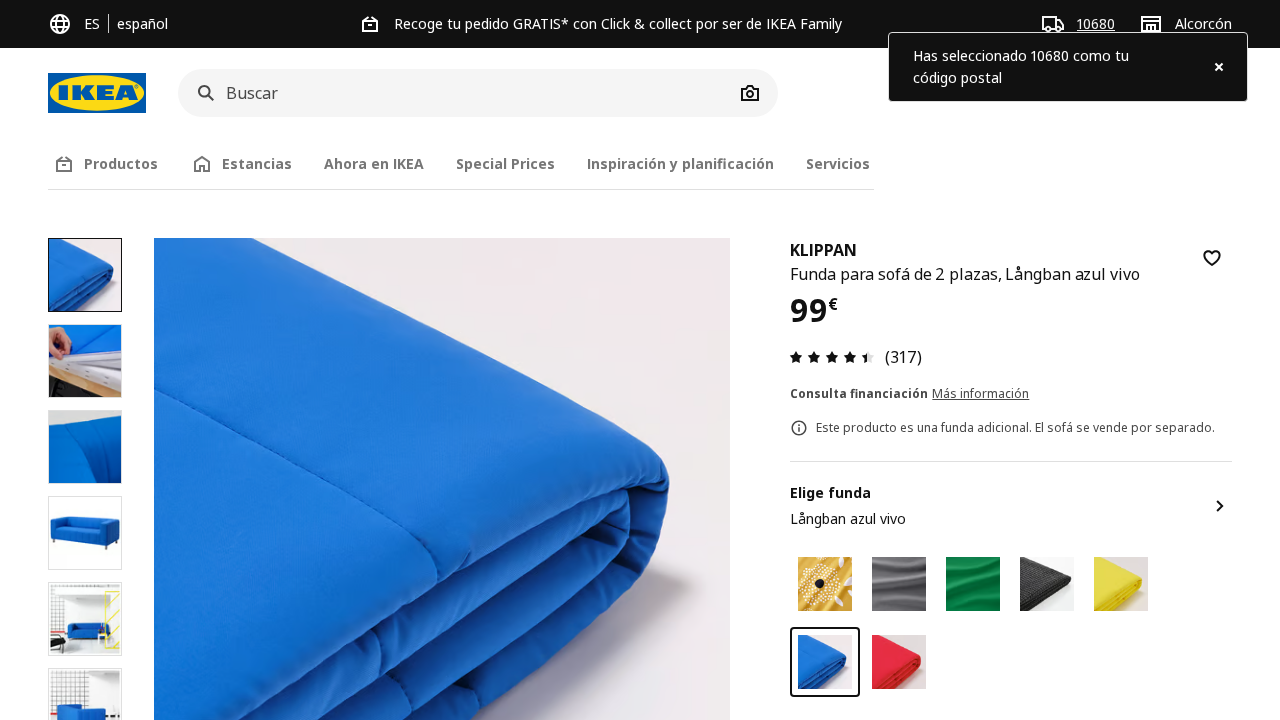 ES español
Recoge tu pedido GRATIS* con Click & collect por ser de IKEA Family
10680
Alcorcón
Has seleccionado 10680 como tu
código postal
IKEA
Buscar
Productos
Estancias
Ahora en IKEA
Special Prices
Inspiración y planificación
Servicios
KLIPPAN
Funda para sofá de 2 plazas, Långban azul vivo
99€
(317)
Consulta financiación Más información
Este producto es una funda adicional. El sofá se vende por separado.
Elige funda
Långban azul vivo